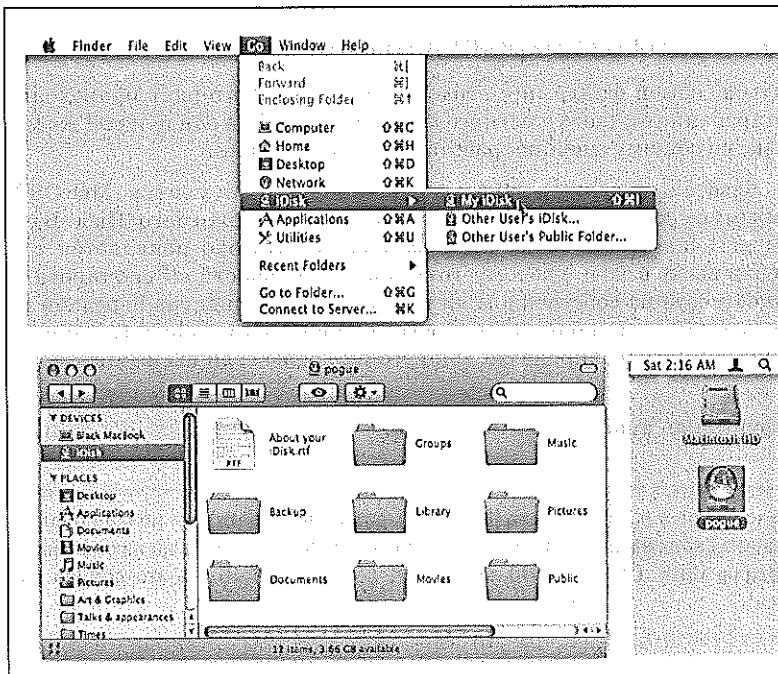 Finder File Edit View Go Window Help
Back ⌘[
Forward ⌘]
Enclosing Folder ⌘↑
Computer ⇧⌘C
Home ⇧⌘H
Desktop ⇧⌘D
Network ⇧⌘K
iDisk ▶
Applications ⇧⌘A
Utilities ⇧⌘U
Recent Folders ▶
Go to Folder... ⇧⌘G
Connect to Server... ⌘K
My iDisk ⇧⌘I
Other User's iDisk...
Other User's Public Folder...
pogue
DEVICES
Black MacBook
iDisk
PLACES
Desktop
Applications
Documents
Movies
Music
Pictures
Art & Graphics
Talks & appearances
Times
RTF
About your
iDisk.rtf
Groups
Music
Backup
Library
Pictures
Documents
Movies
Public
12 items, 3.66 GB available
Sat 2:16 AM
Macintosh HD
pogue